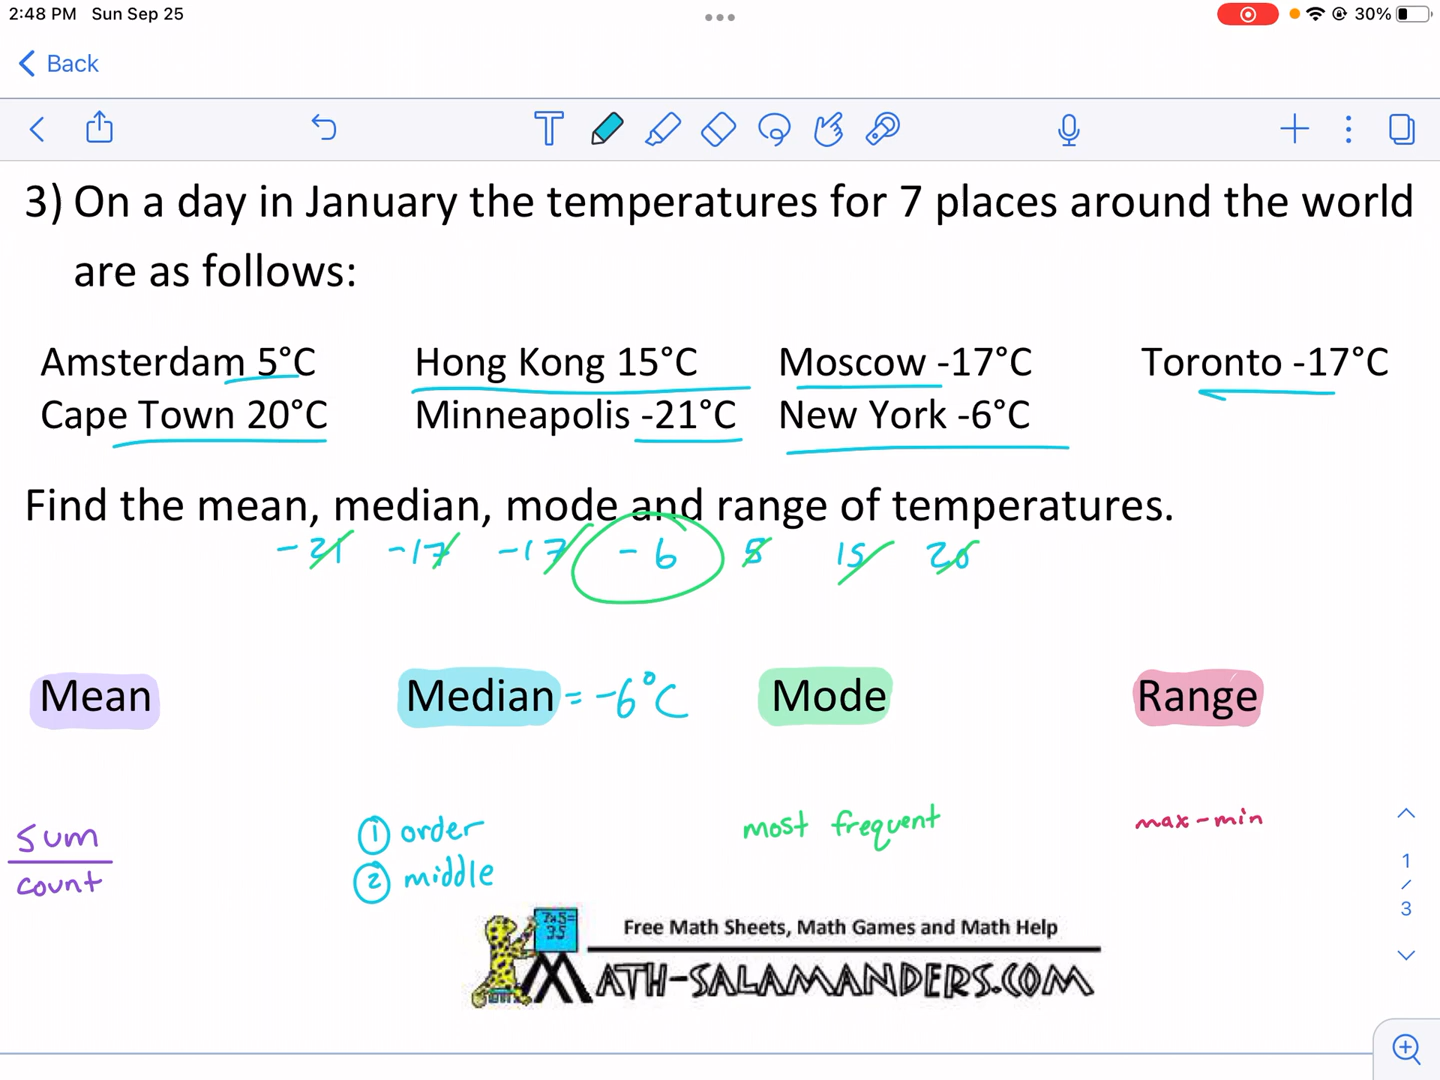 2:48 PM Sun Sep 25
30%
Back
3) On a day in January the temperatures for 7 places around the world
are as follows:
Amsterdam 5°C Hong Kong 15°C Moscow -17°C Toronto -17°C
Cape Town 20°C Minneapolis -21°C New York -6°C
Find the mean, median, mode and range of temperatures.
-21 -17 -17 -6 5 15 20
Mean Median = -6°C Mode Range
sum
count
① order
② middle
most frequent
max-min
1
/
3
7x5=
35
Free Math Sheets, Math Games and Math Help
MATH-SALAMANDERS.COM